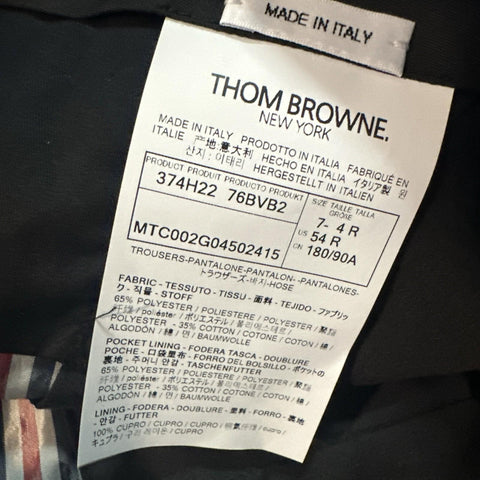 MADE IN ITALY
THOM BROWNE.
NEW YORK
MADE IN ITALY PRODOTTO IN ITALIA FABRIQUÉ EN
ITALIE 产地意大利 HECHO EN ITALIA イタリア製 원
산지: 이태리 HERGESTELLT IN ITALIEN
PRODUCT PRODUIT PRODUCTO PRODUKT
374H22 76BVB2
MTC002G04502415
SIZE TAILLE TALLA
GRÖSSE
7- 4 R
US 54 R
CN 180/90A
TROUSERS-PANTALONE-PANTALON- -PANTALONES-
トラウザーズ-바지-HOSE
FABRIC - TESSUTO - TISSU - 面料 - TEJIDO - ファブリッ
ク - 직물 - STOFF
65% POLYESTER / POLIESTERE / POLYESTER / 聚酯
纤维 / poliéster / ポリエステル / 폴리에스테르 /
POLYESTER - 35% COTTON / COTONE / COTON / 棉 /
ALGODÓN / 綿 / 면 / BAUMWOLLE
POCKET LINING - FODERA TASCA - DOUBLURE
POCHE - 口袋里布 - FORRO DEL BOLSILLO - ポケットの
裏地 - 주머니 안감 - TASCHENFUTTER
65% POLYESTER / POLIESTERE / POLYESTER / 聚酯
纤维 / poliéster / ポリエステル / 폴리에스테르 /
POLYESTER - 35% COTTON / COTONE / COTON / 棉 /
ALGODÓN / 綿 / 면 / BAUMWOLLE
LINING - FODERA - DOUBLURE - 里料 - FORRO - 裏地
- 안감 - FUTTER
100% CUPRO / CUPRO / CUPRO / 铜氨纤维 / cupro /
キュプラ / 구리 레이온 / CUPRO